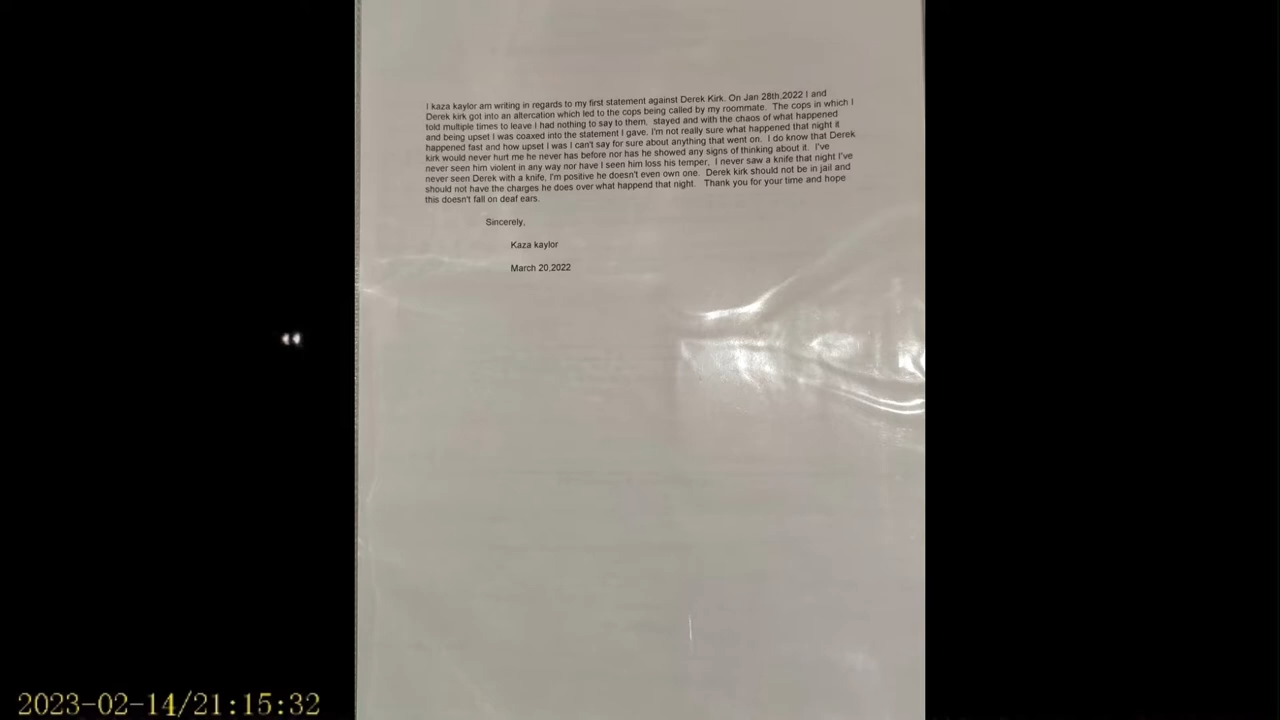 I kaza kaylor am writing in regards to my first statement against Derek Kirk. On Jan 28th,2022 I and
Derek kirk got into an altercation which led to the cops being called by my roommate. The cops in which I
told multiple times to leave I had nothing to say to them, stayed and with the chaos of what happened
and being upset I was coaxed into the statement I gave. I'm not really sure what happened that night it
happened fast and how upset I was I can't say for sure about anything that went on. I do know that Derek
kirk would never hurt me he never has before nor has he showed any signs of thinking about it. I've
never seen him violent in any way nor have I seen him loss his temper. I never saw a knife that night I've
never seen Derek with a knife, I'm positive he doesn't even own one. Derek kirk should not be in jail and
should not have the charges he does over what happend that night. Thank you for your time and hope
this doesn't fall on deaf ears.
Sincerely,
Kaza kaylor
March 20,2022
2023-02-14/21:15:32